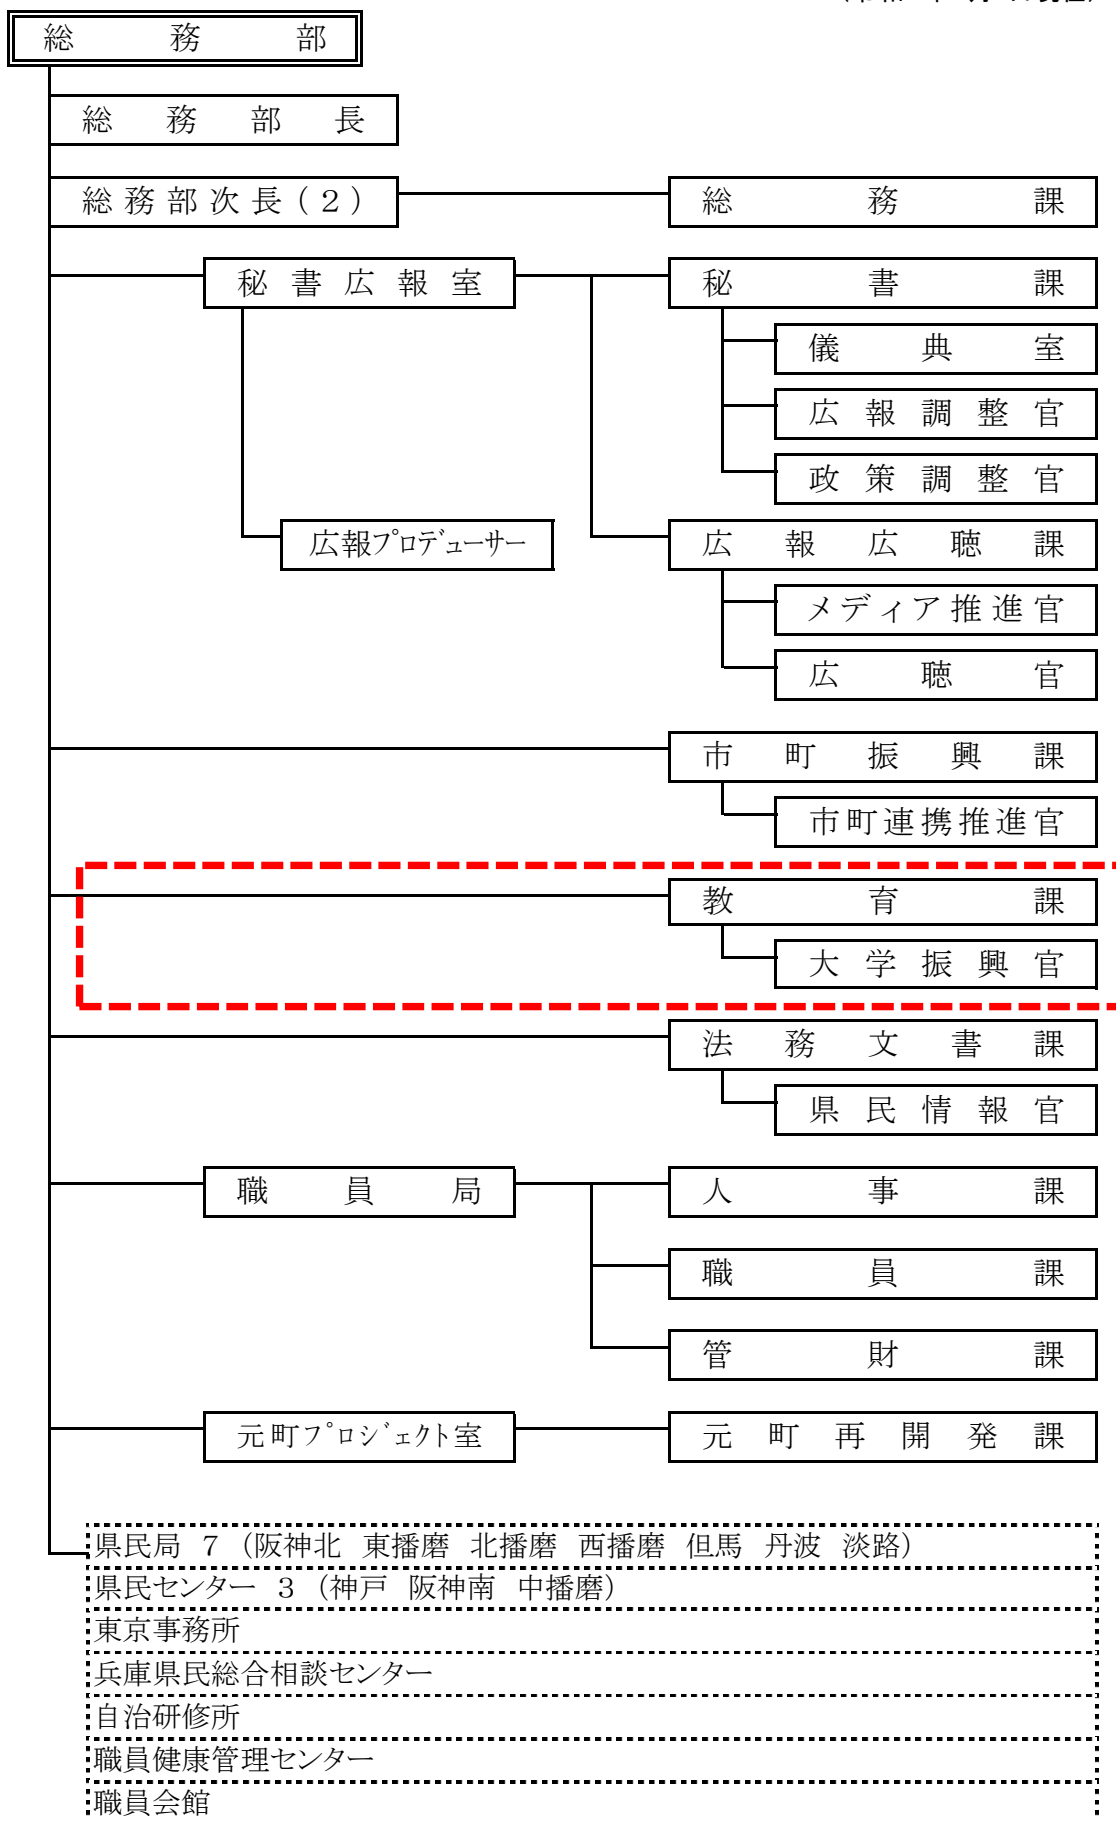 総務部
総務部長
総務部次長(2) 総務課
秘書広報室 秘書課
儀典室
広報調整官
政策調整官
広報プロデューサー 広報広聴課
メディア推進官
広聴官
市町振興課
市町連携推進官
教育課
大学振興官
法務文書課
県民情報官
職員局 人事課
職員課
管財課
元町プロジェクト室 元町再開発課
県民局 7 (阪神北 東播磨 北播磨 西播磨 但馬 丹波 淡路)
県民センター 3 (神戸 阪神南 中播磨)
東京事務所
兵庫県民総合相談センター
自治研修所
職員健康管理センター
職員会館